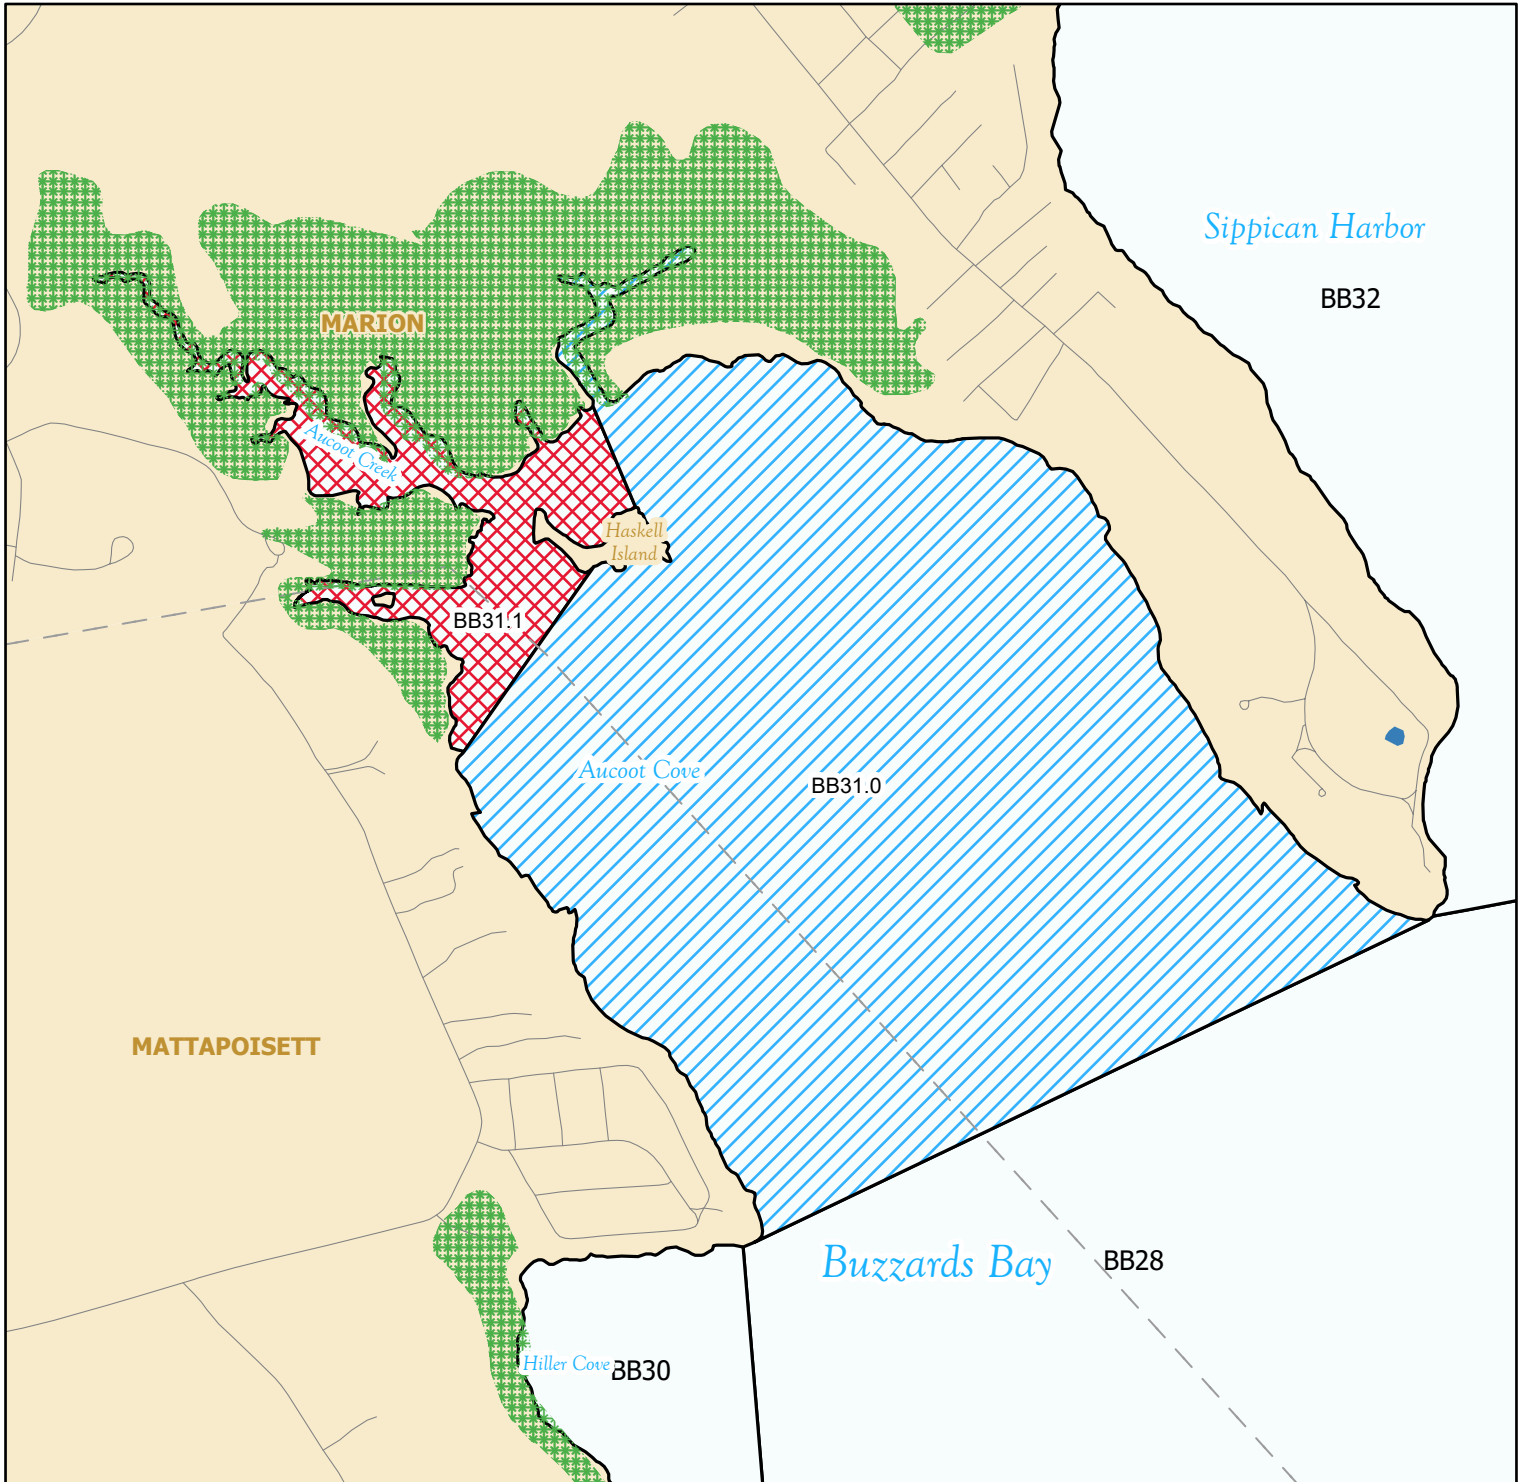 Sippican Harbor
BB32
MARION
Aucoot Creek
Haskell
Island
BB31.1
Aucoot Cove
BB31.0
MATTAPOISETT
Buzzards Bay
BB28
Hiller Cove
BB30